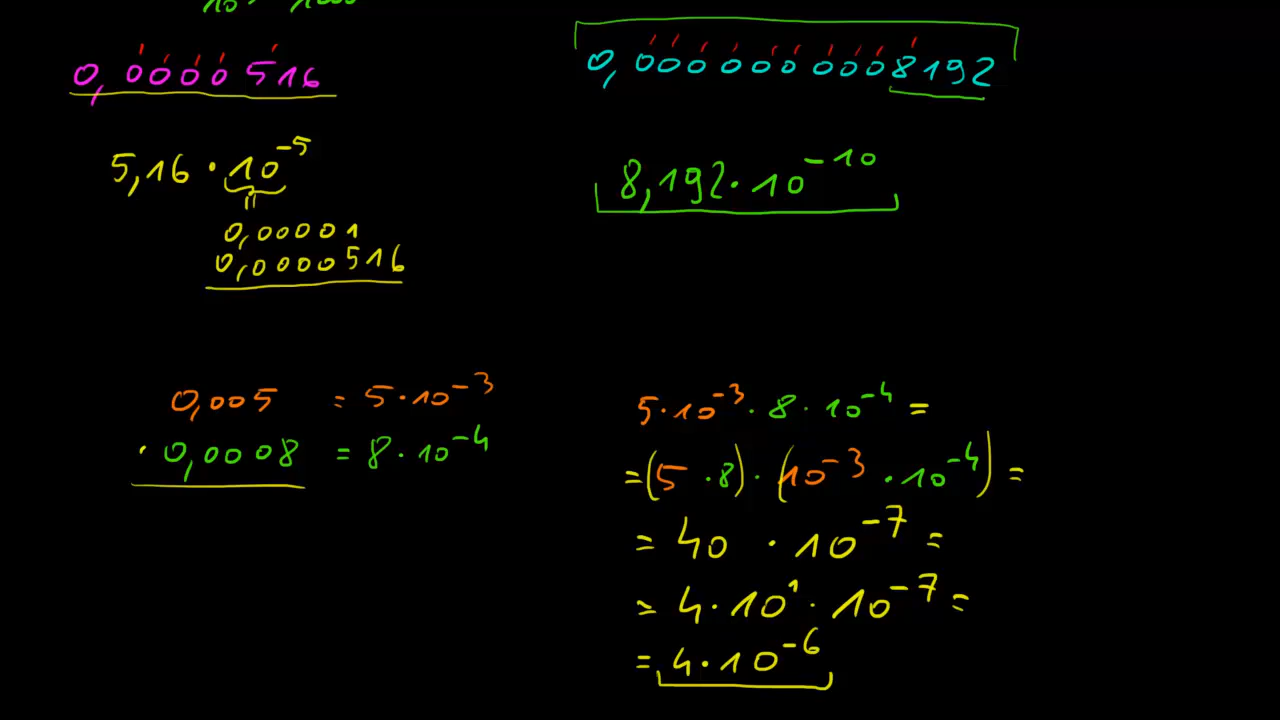 0,0000516
5,16 · 10⁻⁵
=
0,00001
0,0000516
0,0000000008192
8,192 · 10⁻¹⁰
0,005 = 5 · 10⁻³
· 0,0008 = 8 · 10⁻⁴
5 · 10⁻³ · 8 · 10⁻⁴ =
= (5 · 8) · (10⁻³ · 10⁻⁴) =
= 40 · 10⁻⁷ =
= 4 · 10¹ · 10⁻⁷ =
= 4 · 10⁻⁶